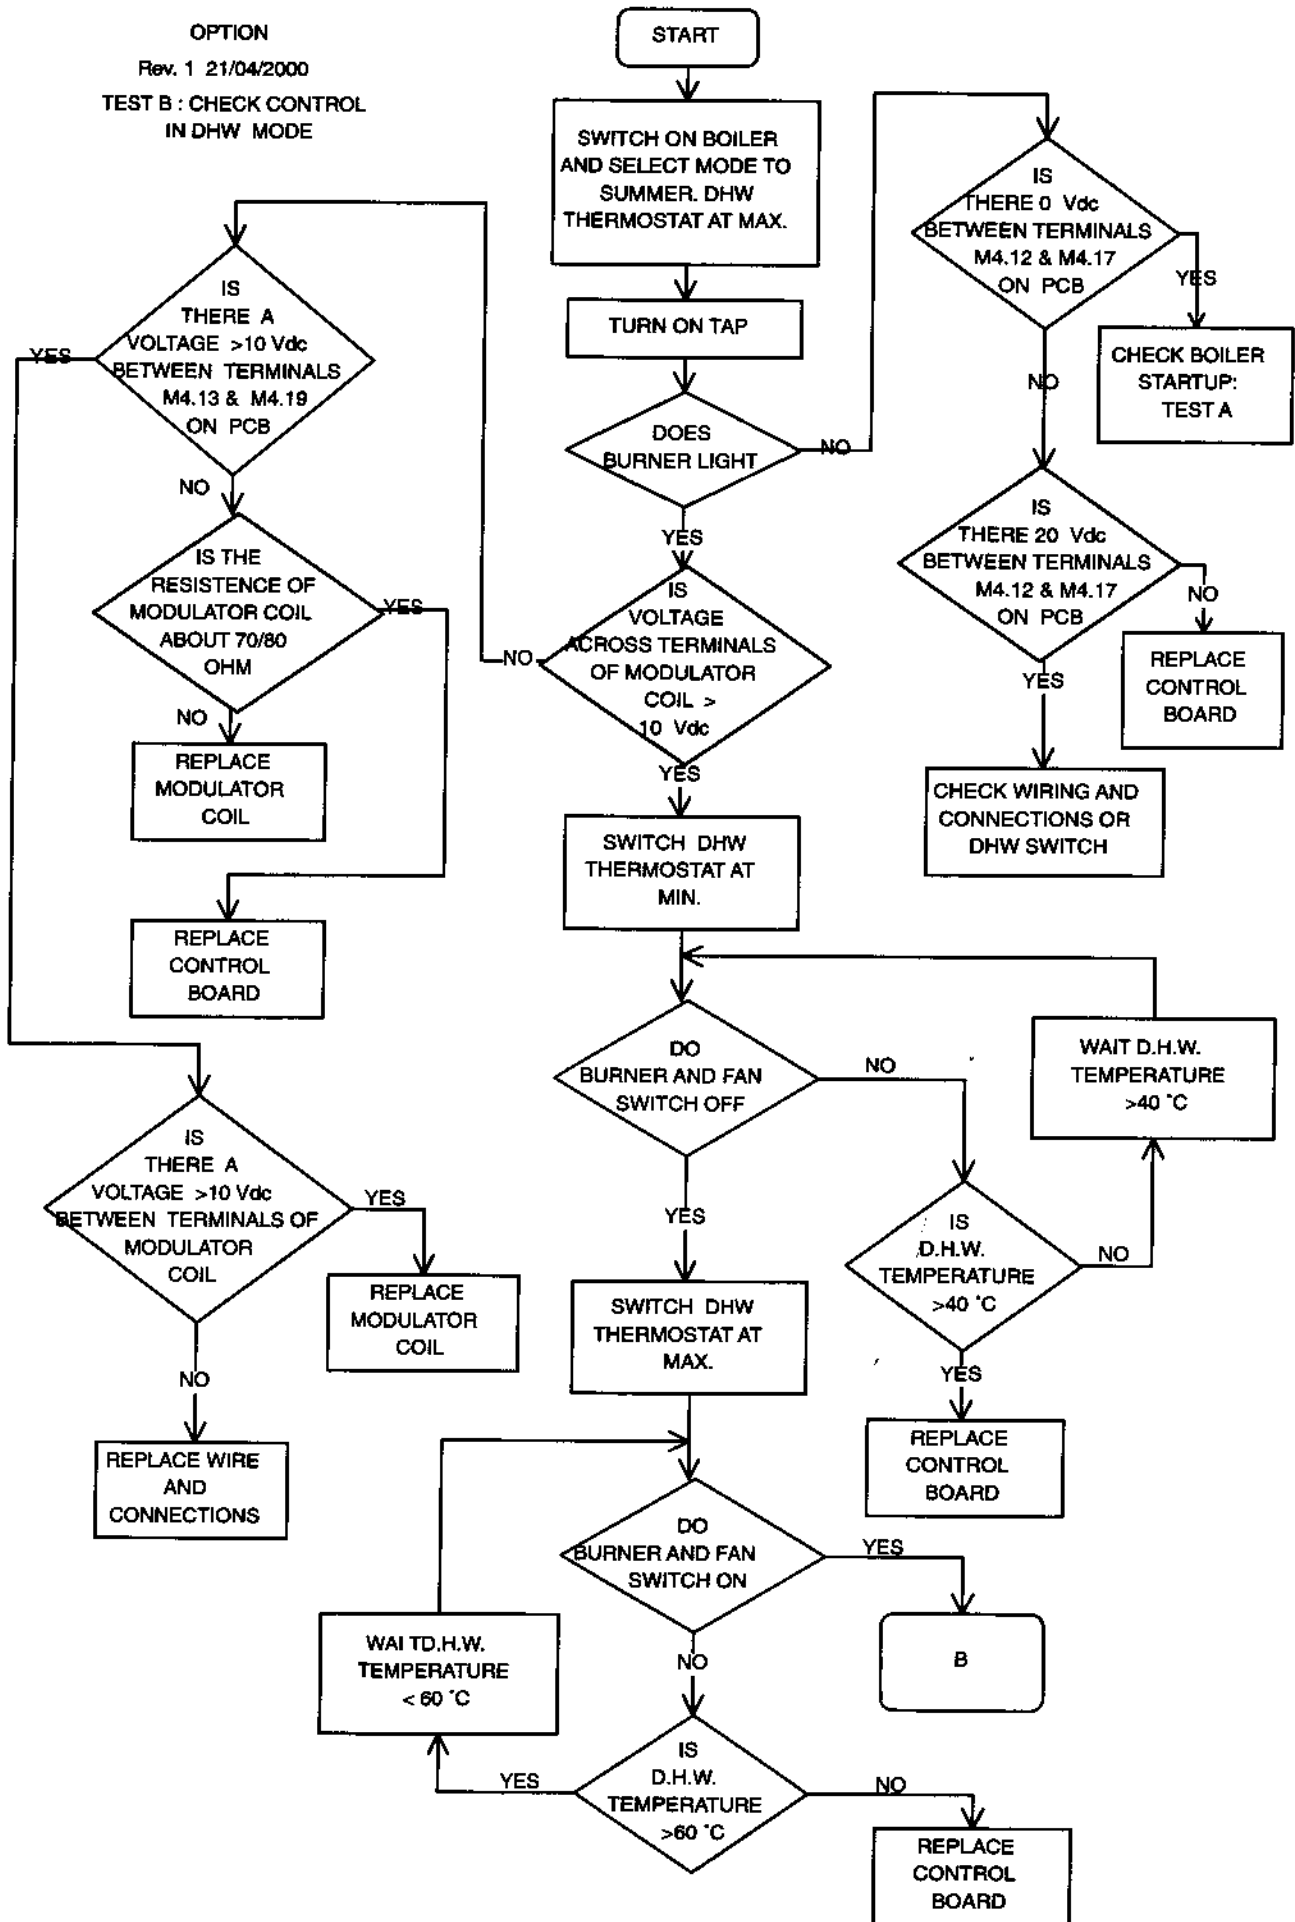 OPTION
Rev. 1 21/04/2000
TEST B : CHECK CONTROL
IN DHW MODE
START
SWITCH ON BOILER
AND SELECT MODE TO
SUMMER. DHW
THERMOSTAT AT MAX.
TURN ON TAP
DOES
BURNER LIGHT
NO
YES
IS
THERE 0 Vdc
BETWEEN TERMINALS
M4.12 & M4.17
ON PCB
YES
CHECK BOILER
STARTUP:
TEST A
NO
IS
THERE 20 Vdc
BETWEEN TERMINALS
M4.12 & M4.17
ON PCB
NO
REPLACE
CONTROL
BOARD
YES
CHECK WIRING AND
CONNECTIONS OR
DHW SWITCH
IS
VOLTAGE
ACROSS TERMINALS
OF MODULATOR
COIL >
10 Vdc
NO
YES
IS
THERE A
VOLTAGE >10 Vdc
BETWEEN TERMINALS
M4.13 & M4.19
ON PCB
YES
NO
IS THE
RESISTENCE OF
MODULATOR COIL
ABOUT 70/80
OHM
YES
NO
REPLACE
MODULATOR
COIL
REPLACE
CONTROL
BOARD
IS
THERE A
VOLTAGE >10 Vdc
BETWEEN TERMINALS OF
MODULATOR
COIL
YES
REPLACE
MODULATOR
COIL
NO
REPLACE WIRE
AND
CONNECTIONS
SWITCH DHW
THERMOSTAT AT
MIN.
DO
BURNER AND FAN
SWITCH OFF
NO
WAIT D.H.W.
TEMPERATURE
>40 °C
IS
D.H.W.
TEMPERATURE
>40 °C
NO
YES
REPLACE
CONTROL
BOARD
YES
SWITCH DHW
THERMOSTAT AT
MAX.
DO
BURNER AND FAN
SWITCH ON
YES
B
NO
WAI TD.H.W.
TEMPERATURE
< 60 °C
IS
D.H.W.
TEMPERATURE
>60 °C
YES
NO
REPLACE
CONTROL
BOARD